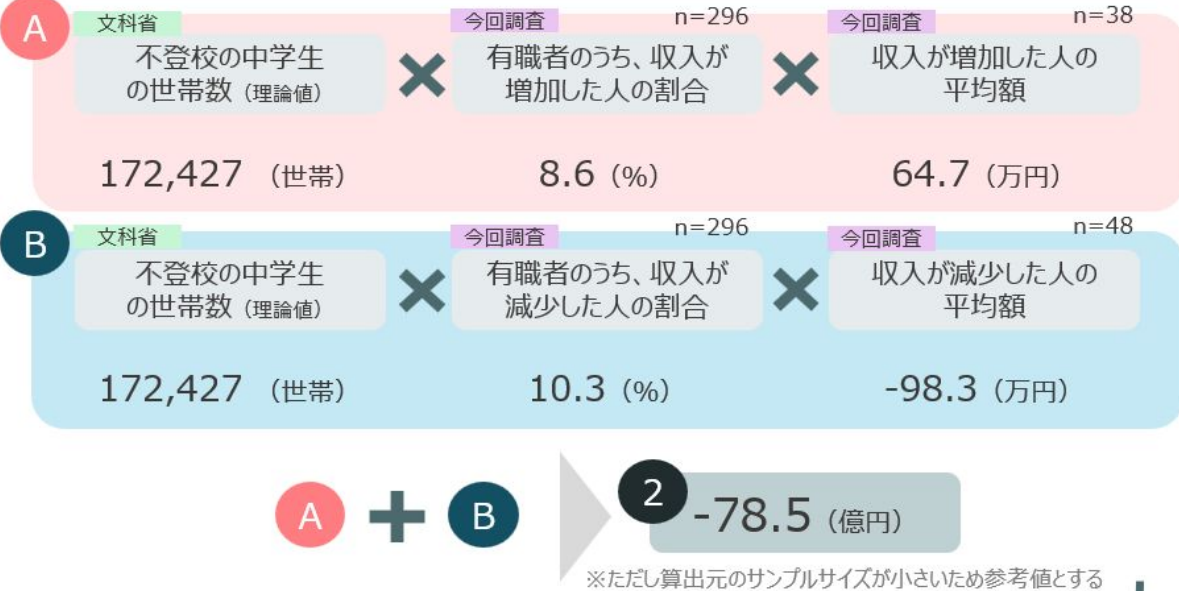 A
文科省
不登校の中学生
の世帯数（理論値）
×
今回調査
n=296
有職者のうち、収入が
増加した人の割合
×
今回調査
n=38
収入が増加した人の
平均額
172,427 （世帯）
8.6 （%）
64.7 （万円）
B
文科省
不登校の中学生
の世帯数（理論値）
×
今回調査
n=296
有職者のうち、収入が
減少した人の割合
×
今回調査
n=48
収入が減少した人の
平均額
172,427 （世帯）
10.3 （%）
-98.3 （万円）
A + B
2
-78.5 （億円）
※ただし算出元のサンプルサイズが小さいため参考値とする